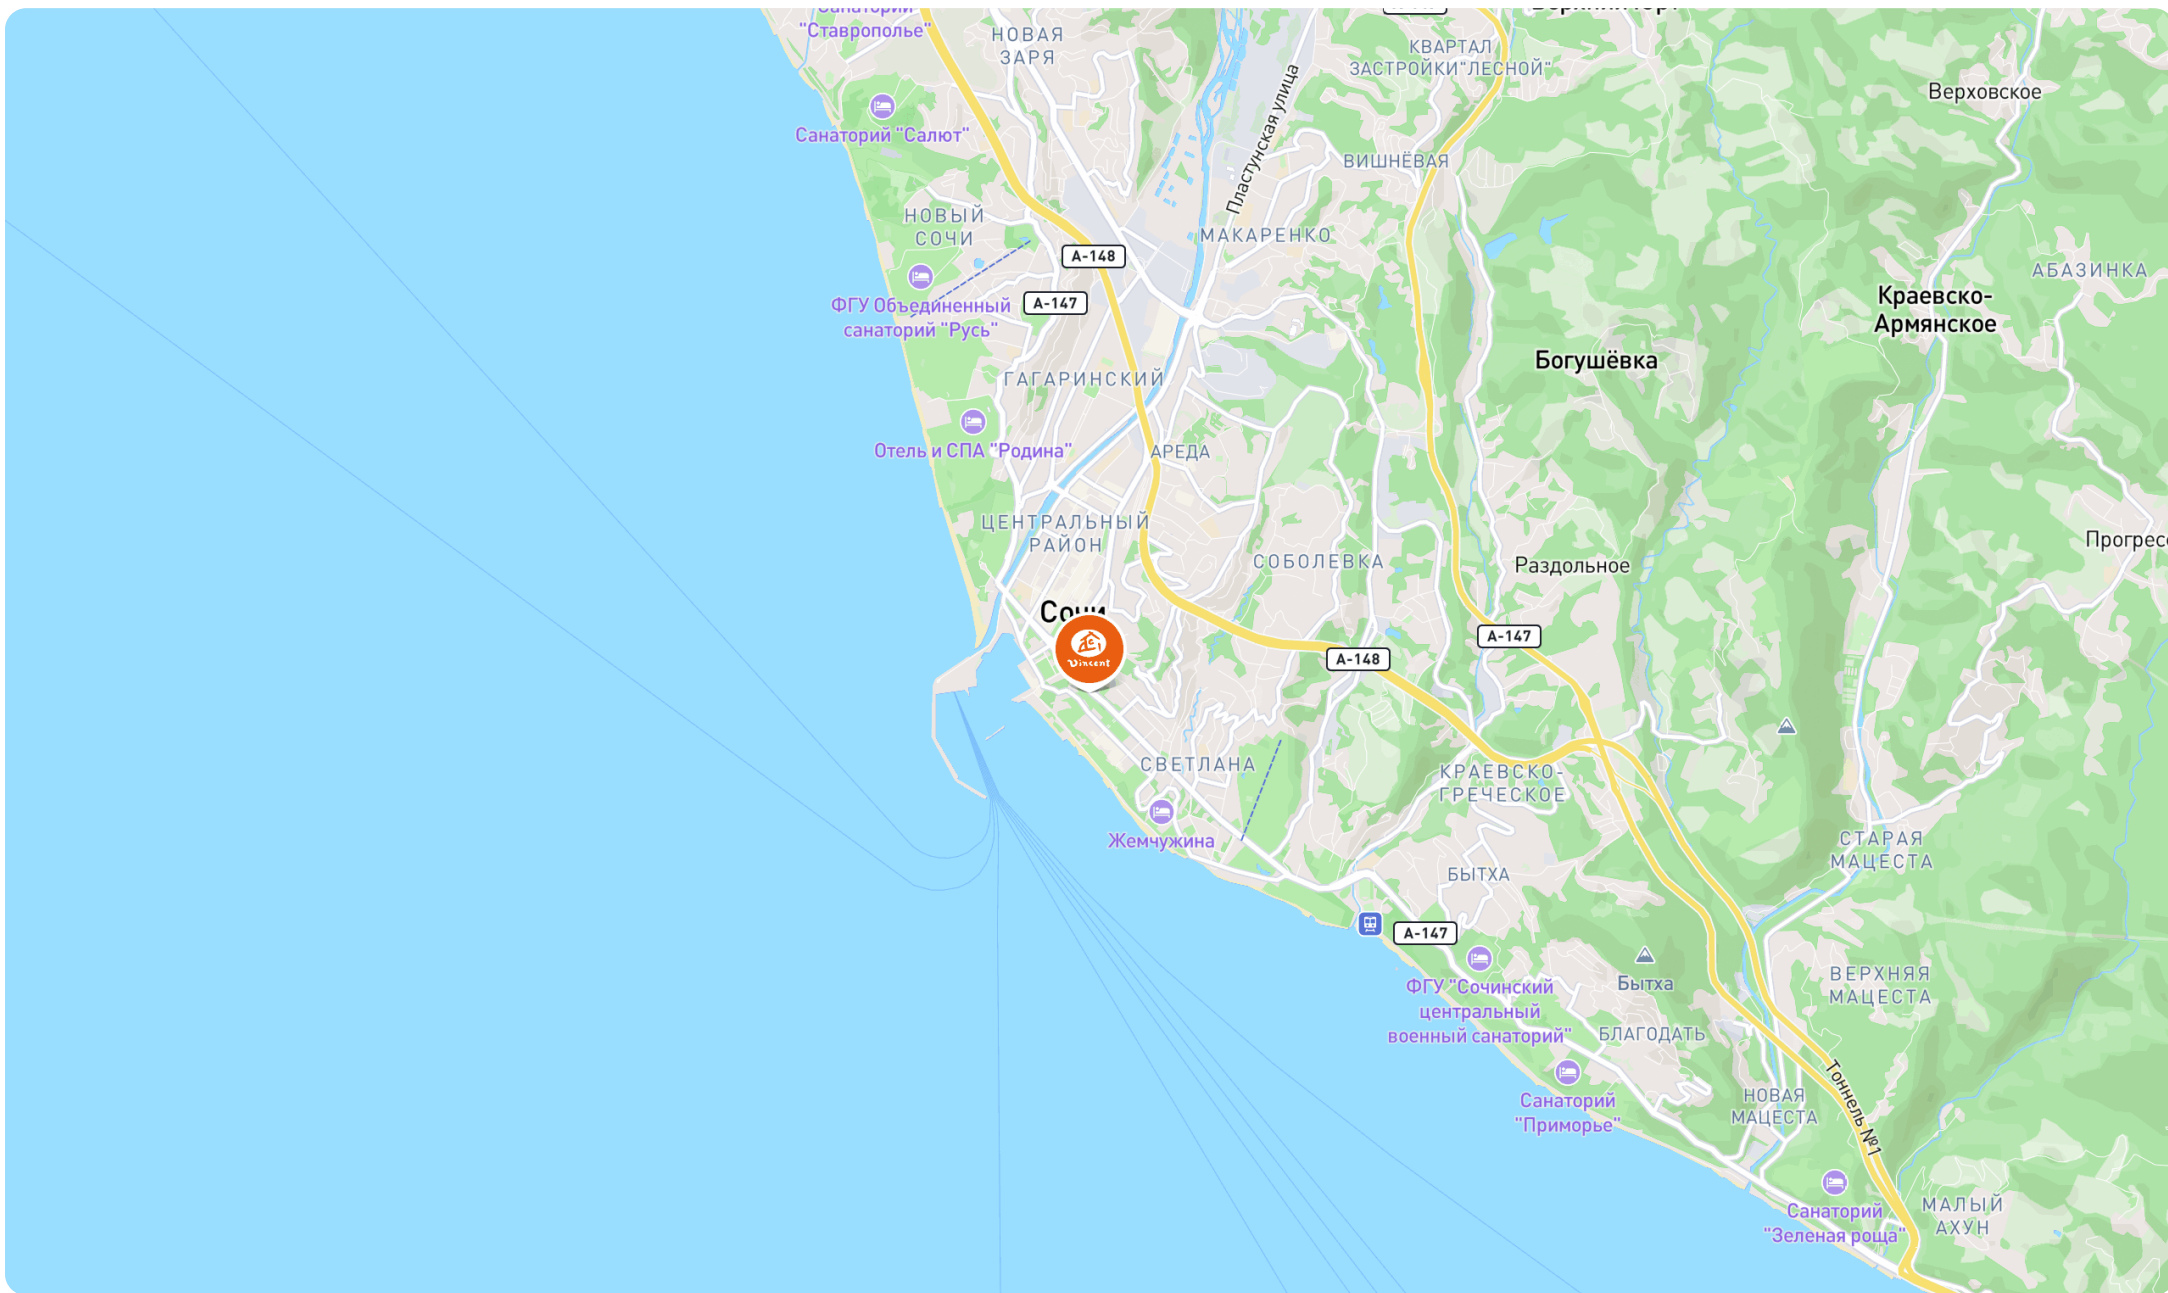 Санаторий
"Ставрополье"
НОВАЯ
ЗАРЯ
КВАРТАЛ
ЗАСТРОЙКИ"ЛЕСНОЙ"
Верховское
Санаторий "Салют"
Пластунская улица
ВИШНЁВАЯ
НОВЫЙ
СОЧИ
МАКАРЕНКО
А-148
АБАЗИНКА
ФГУ Объединенный
санаторий "Русь"
А-147
Краевско-
Армянское
Богушёвка
ГАГАРИНСКИЙ
Отель и СПА "Родина"
АРЕДА
ЦЕНТРАЛЬНЫЙ
РАЙОН
СОБОЛЕВКА
Раздольное
Прогресс
Сочи
Vincent
А-147
А-148
СВЕТЛАНА
КРАЕВСКО-
ГРЕЧЕСКОЕ
Жемчужина
СТАРАЯ
МАЦЕСТА
БЫТХА
А-147
ФГУ "Сочинский
центральный
военный санаторий"
Бытха
ВЕРХНЯЯ
МАЦЕСТА
БЛАГОДАТЬ
Санаторий
"Приморье"
НОВАЯ
МАЦЕСТА
Тоннель №1
Санаторий
"Зеленая роща"
МАЛЫЙ
АХУН